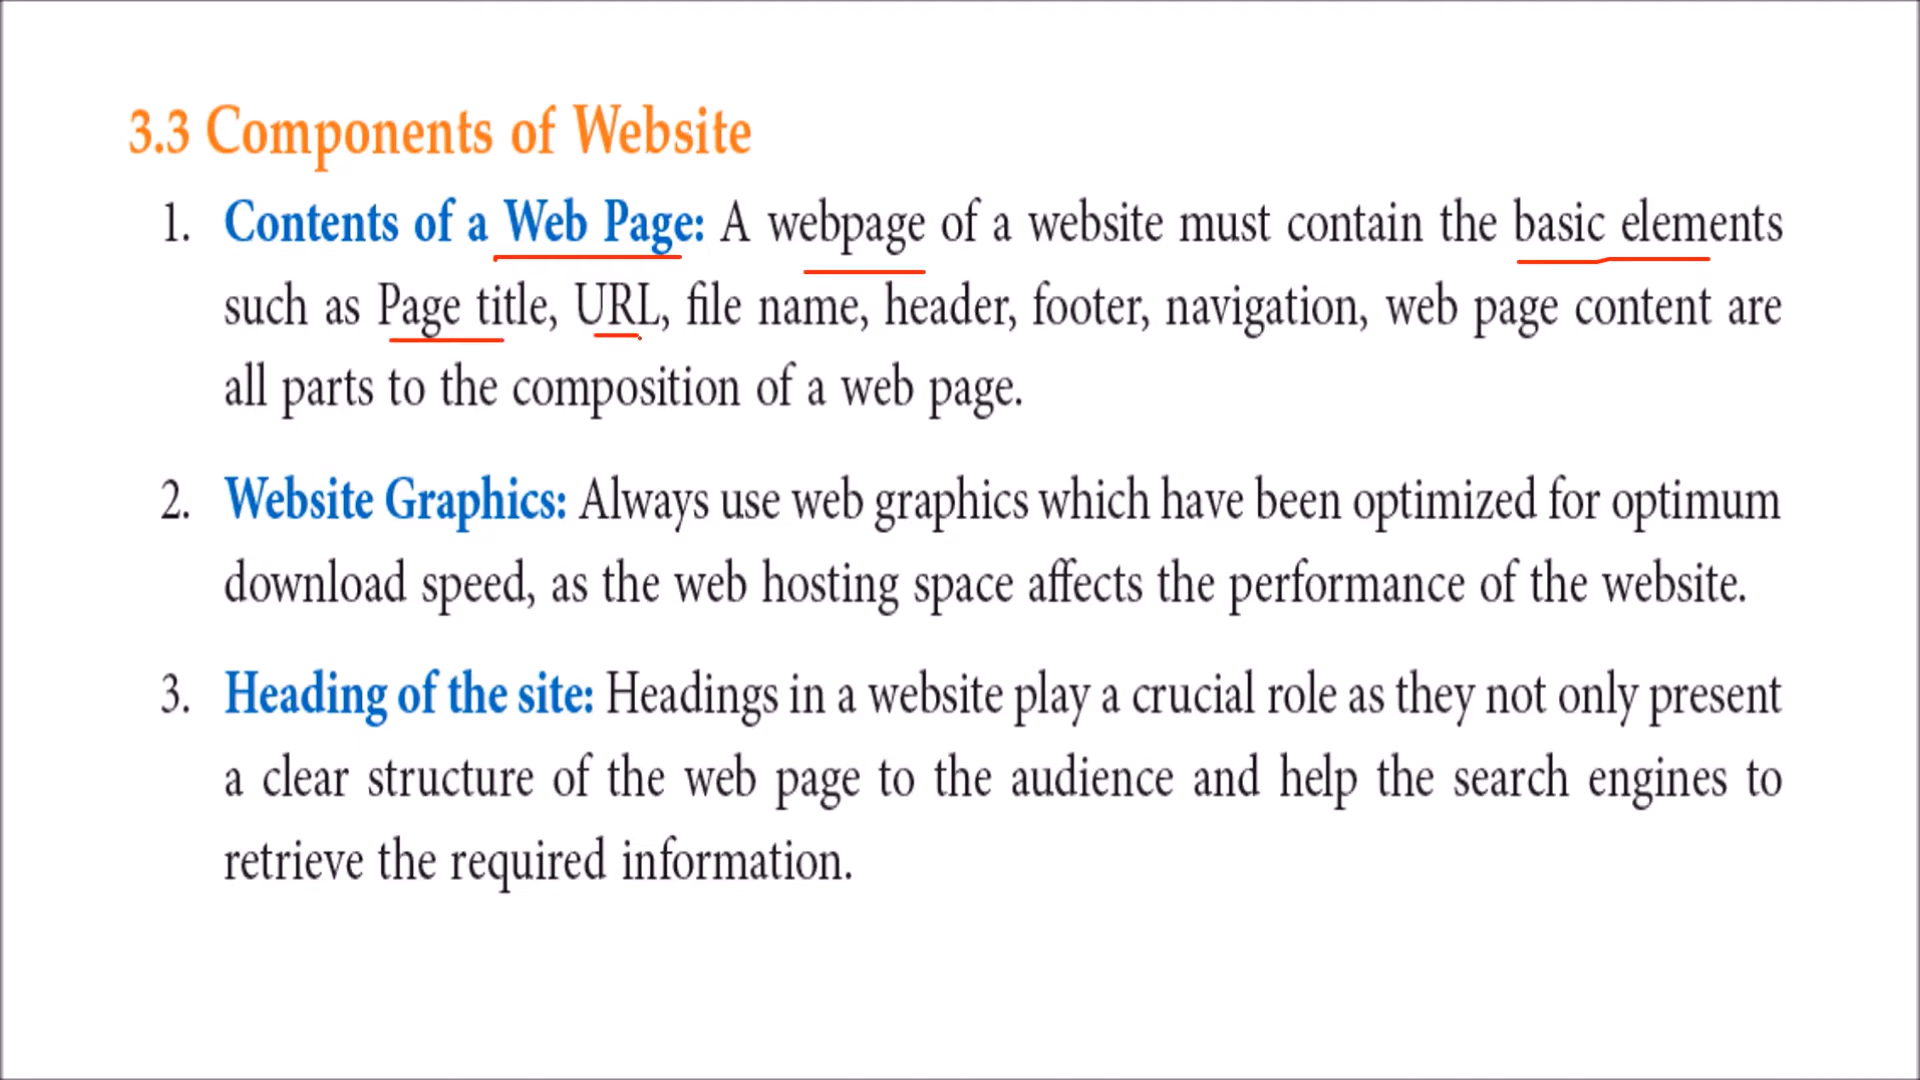 3.3 Components of Website
1. Contents of a Web Page: A webpage of a website must contain the basic elements
such as Page title, URL, file name, header, footer, navigation, web page content are
all parts to the composition of a web page.
2. Website Graphics: Always use web graphics which have been optimized for optimum
download speed, as the web hosting space affects the performance of the website.
3. Heading of the site: Headings in a website play a crucial role as they not only present
a clear structure of the web page to the audience and help the search engines to
retrieve the required information.